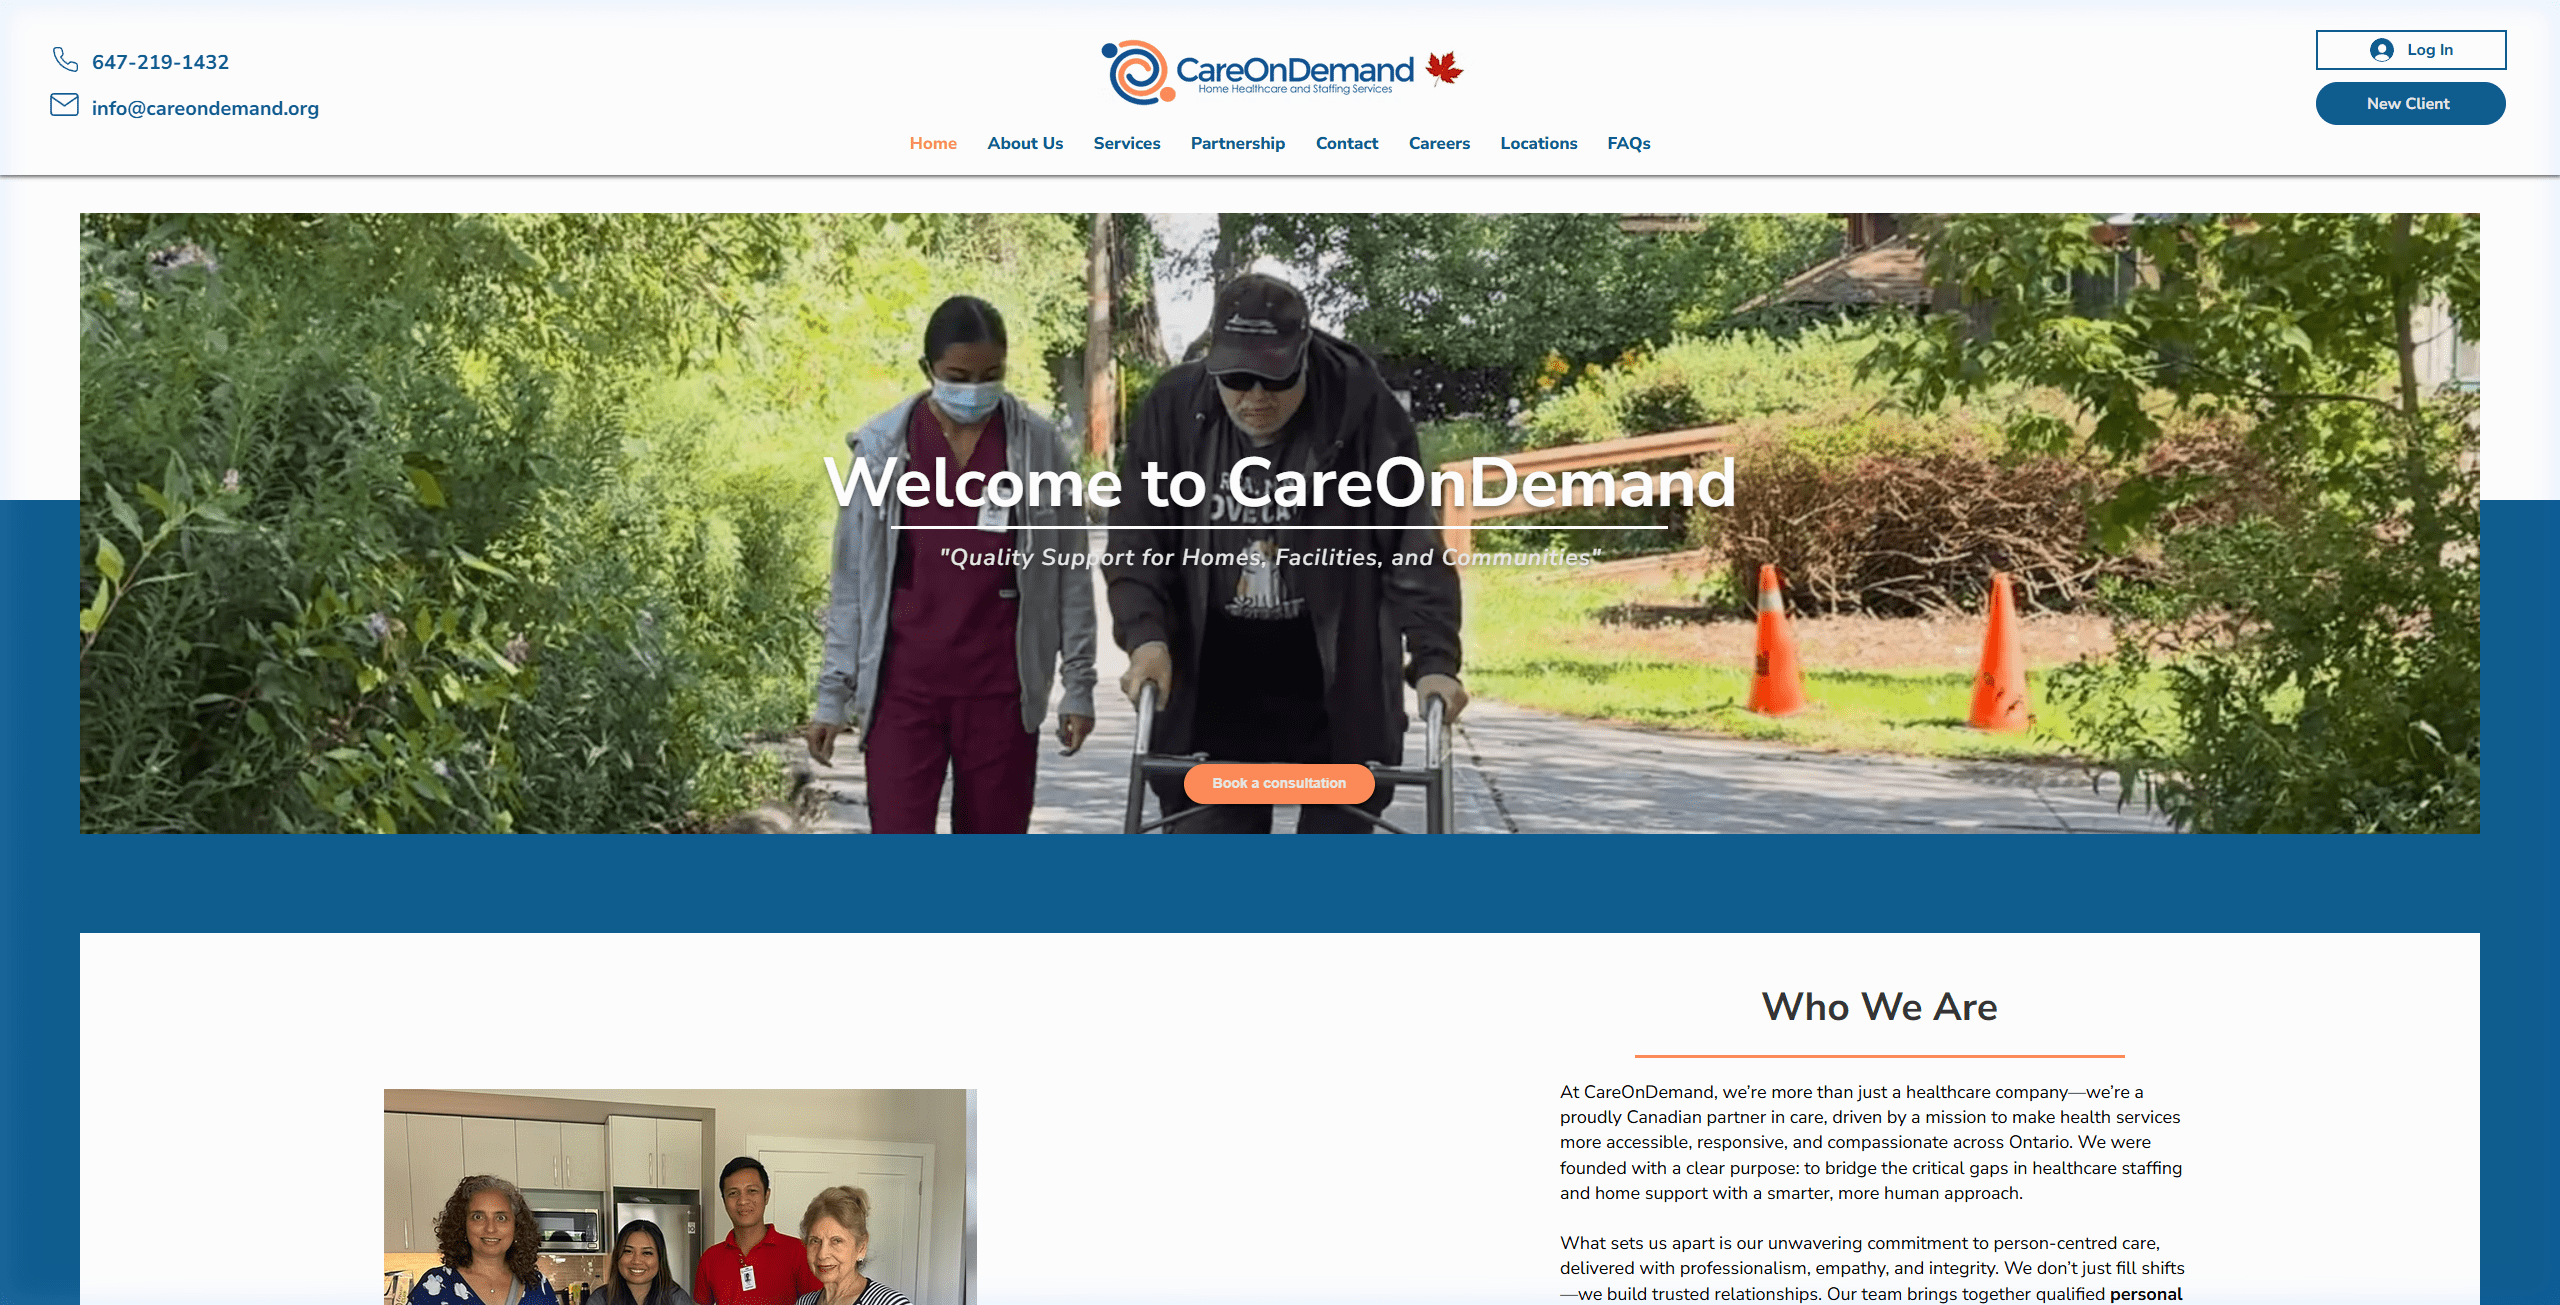 647-219-1432
info@careondemand.org
CareOnDemand
Home Healthcare and Staffing Services
Log In
New Client
Home About Us Services Partnership Contact Careers Locations FAQs
Welcome to CareOnDemand
"Quality Support for Homes, Facilities, and Communities"
Book a consultation
Who We Are
At CareOnDemand, we’re more than just a healthcare company—we’re a
proudly Canadian partner in care, driven by a mission to make health services
more accessible, responsive, and compassionate across Ontario. We were
founded with a clear purpose: to bridge the critical gaps in healthcare staffing
and home support with a smarter, more human approach.
What sets us apart is our unwavering commitment to person-centred care,
delivered with professionalism, empathy, and integrity. We don’t just fill shifts
—we build trusted relationships. Our team brings together qualified personal